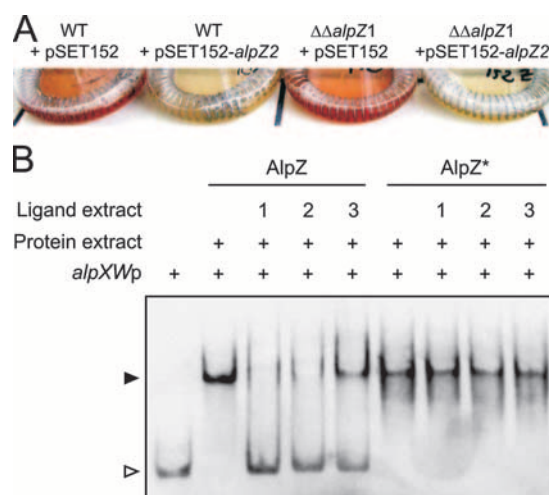 A
WT WT ΔΔalpZ1 ΔΔalpZ1
+ pSET152 + pSET152-alpZ2 + pSET152 +pSET152-alpZ2
B
AlpZ AlpZ*
Ligand extract 1 2 3 1 2 3
Protein extract + + + + + + + +
alpXWp + + + + + + + + +